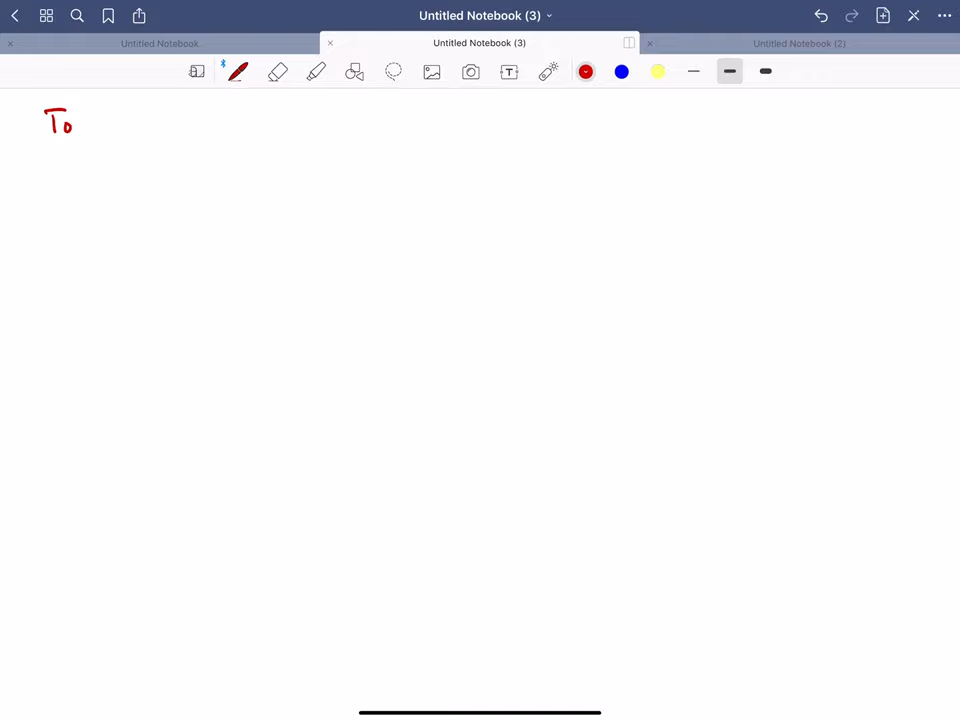 Untitled Notebook (3)
Untitled Notebook
Untitled Notebook (3)
Untitled Notebook (2)
T
To